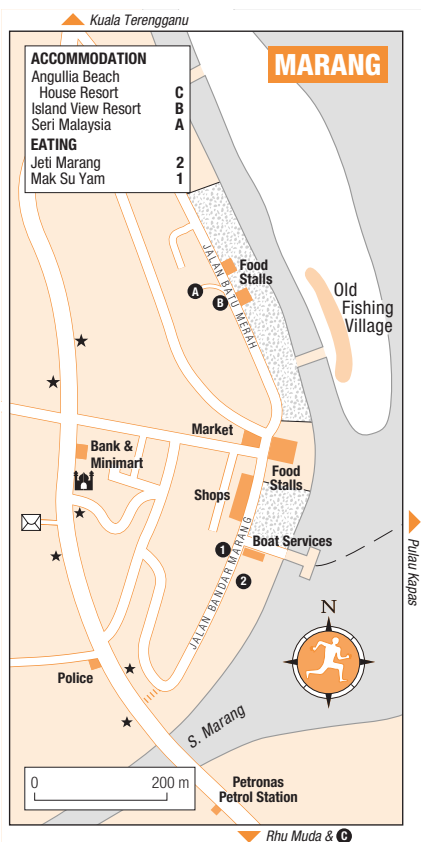 Kuala Terengganu
ACCOMMODATION
Angullia Beach
House Resort C
Island View Resort B
Seri Malaysia A
EATING
Jeti Marang 2
Mak Su Yam 1
MARANG
JALAN BATU MERAH
Food
Stalls
A
B
Old
Fishing
Village
Market
Bank &
Minimart
Food
Stalls
Shops
1
Boat Services
2
JALAN BANDAR MARANG
Pulau Kapas
N
Police
S. Marang
0 200 m
Petronas
Petrol Station
Rhu Muda & C